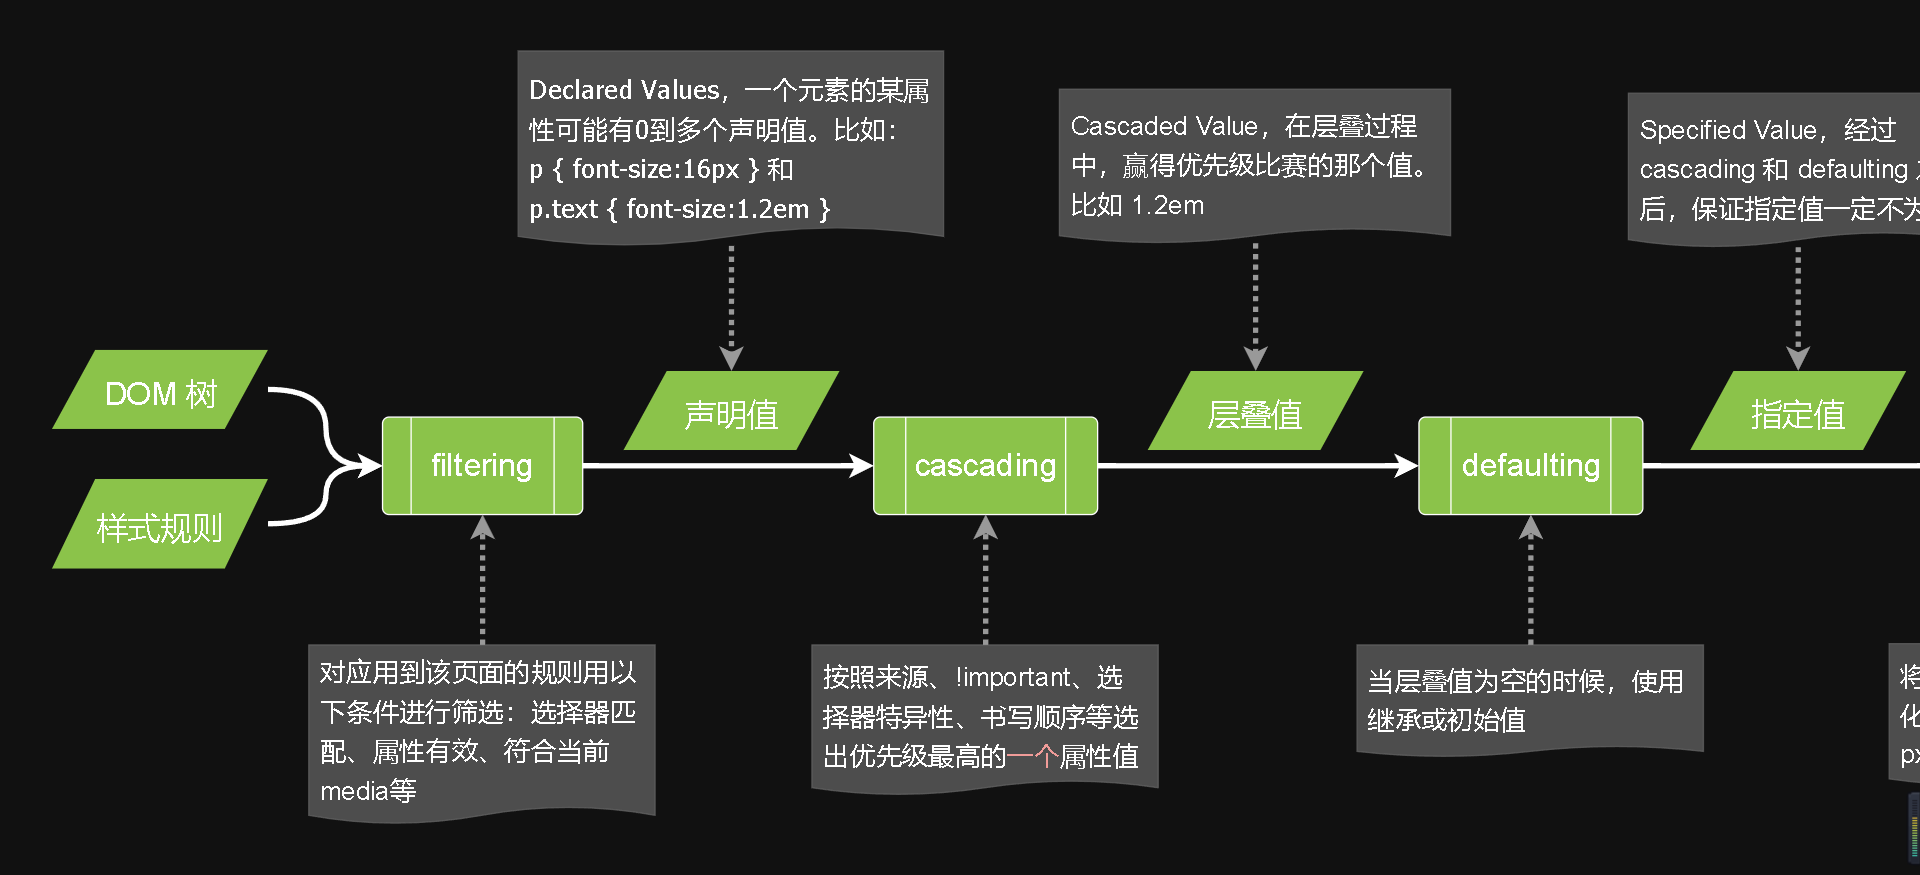 Declared Values，一个元素的某属
性可能有0到多个声明值。比如：
p { font-size:16px } 和
p.text { font-size:1.2em }
Cascaded Value，在层叠过程
中，赢得优先级比赛的那个值。
比如 1.2em
Specified Value，经过
cascading 和 defaulting
后，保证指定值一定不为
DOM 树
样式规则
filtering
声明值
cascading
层叠值
defaulting
指定值
对应用到该页面的规则用以
下条件进行筛选：选择器匹
配、属性有效、符合当前
media等
按照来源、!important、选
择器特异性、书写顺序等选
出优先级最高的一个属性值
当层叠值为空的时候，使用
继承或初始值
将
化
px